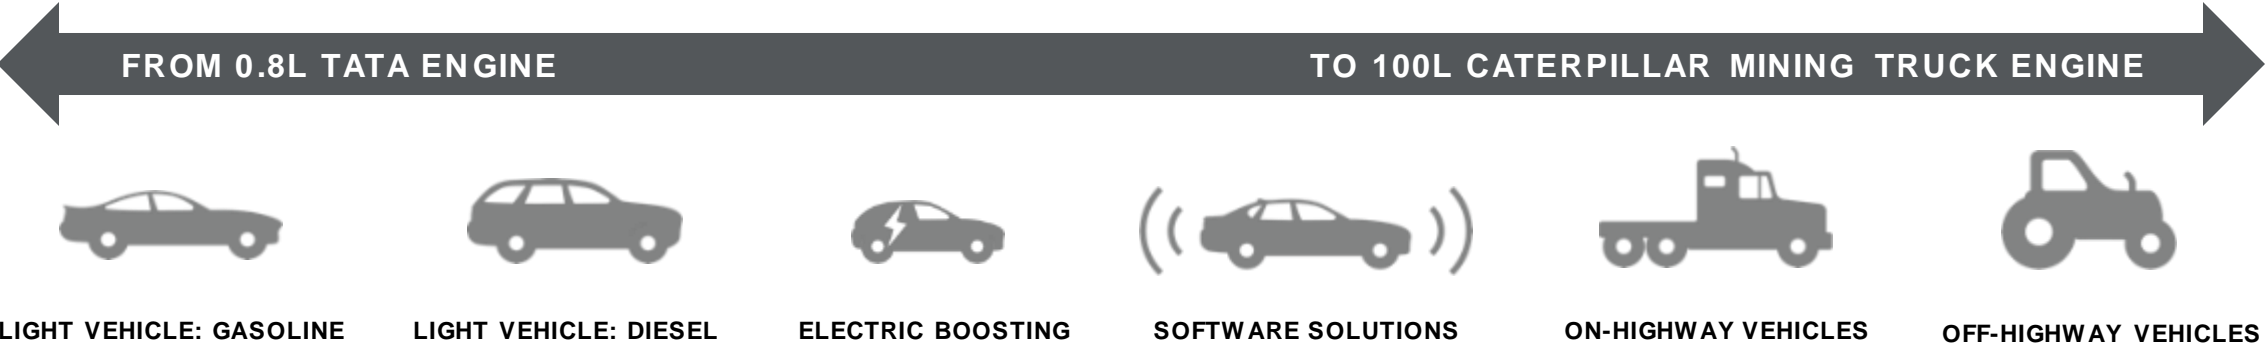 FROM 0.8L TATA ENGINE
TO 100L CATERPILLAR MINING TRUCK ENGINE
LIGHT VEHICLE: GASOLINE
LIGHT VEHICLE: DIESEL
ELECTRIC BOOSTING
SOFTWARE SOLUTIONS
ON-HIGHWAY VEHICLES
OFF-HIGHWAY VEHICLES